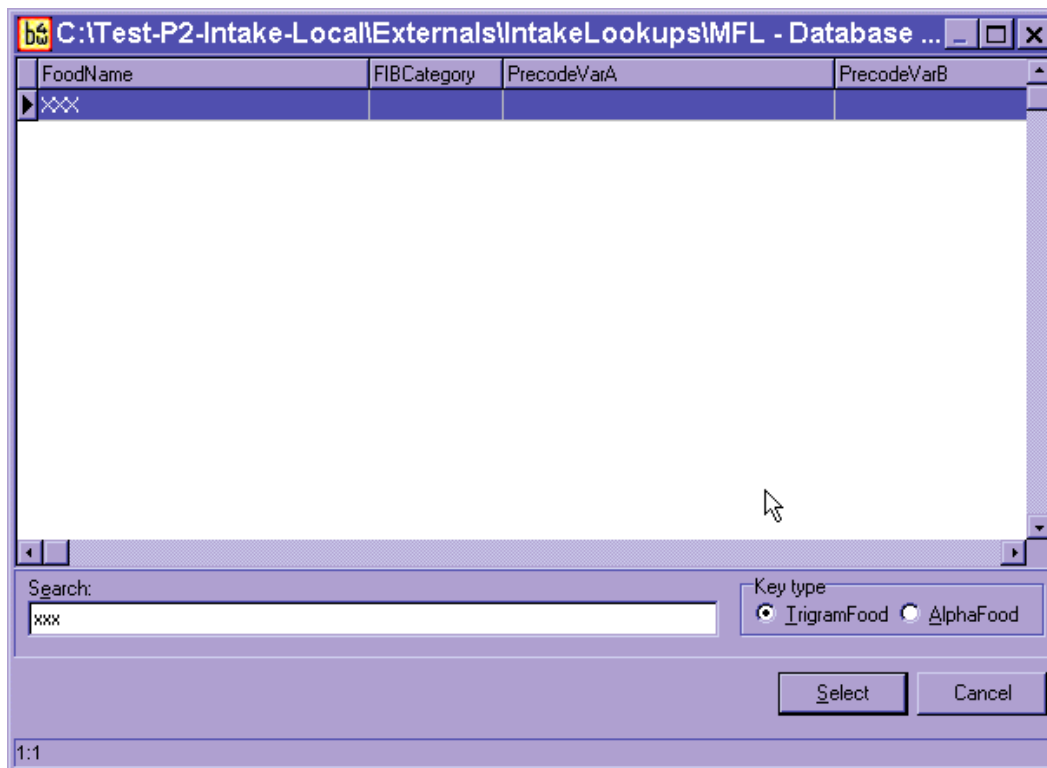 C:\Test-P2-Intake-Local\Externals\IntakeLookups\MFL - Database ...
FoodName FIBCategory PrecodeVarA PrecodeVarB
XXX
Search:
xxx
Key type
TrigramFood AlphaFood
Select Cancel
1:1